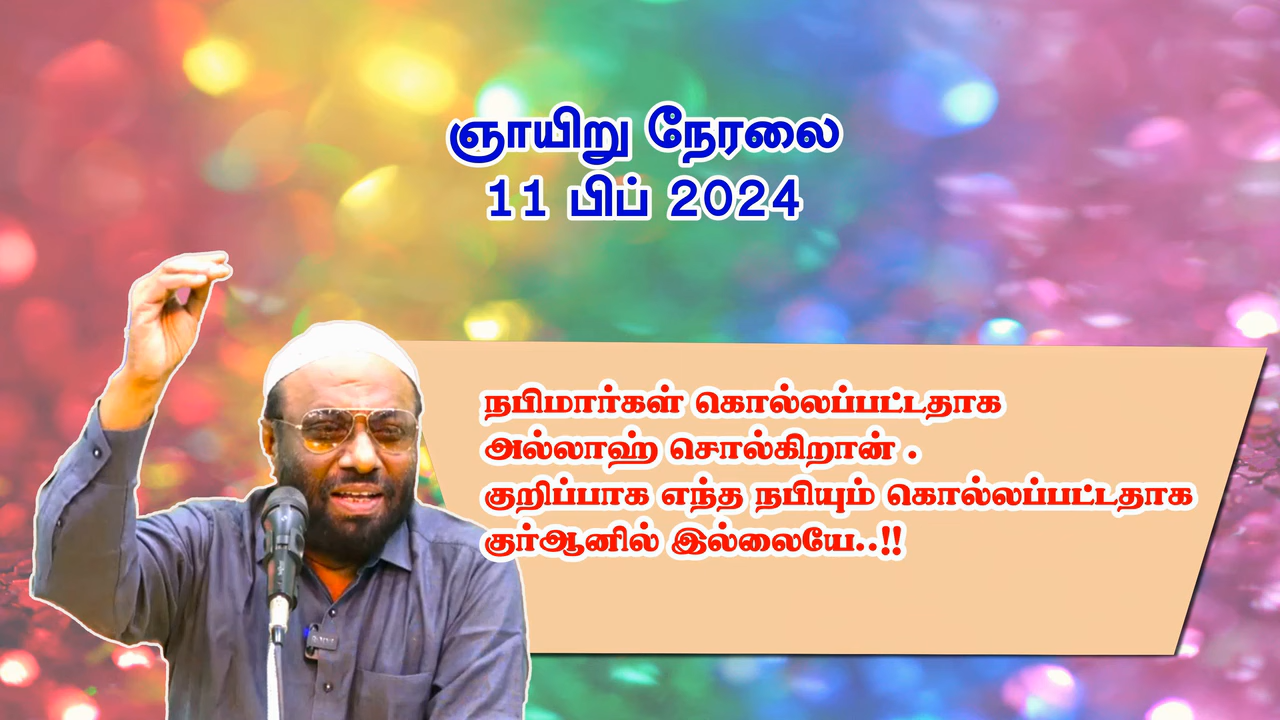 ஞாயிறு நேரலை
11 பிப் 2024
நபிமார்கள் கொல்லப்பட்டதாக
அல்லாஹ் சொல்கிறான் .
குறிப்பாக எந்த நபியும் கொல்லப்பட்டதாக
குர்ஆனில் இல்லையே..!!